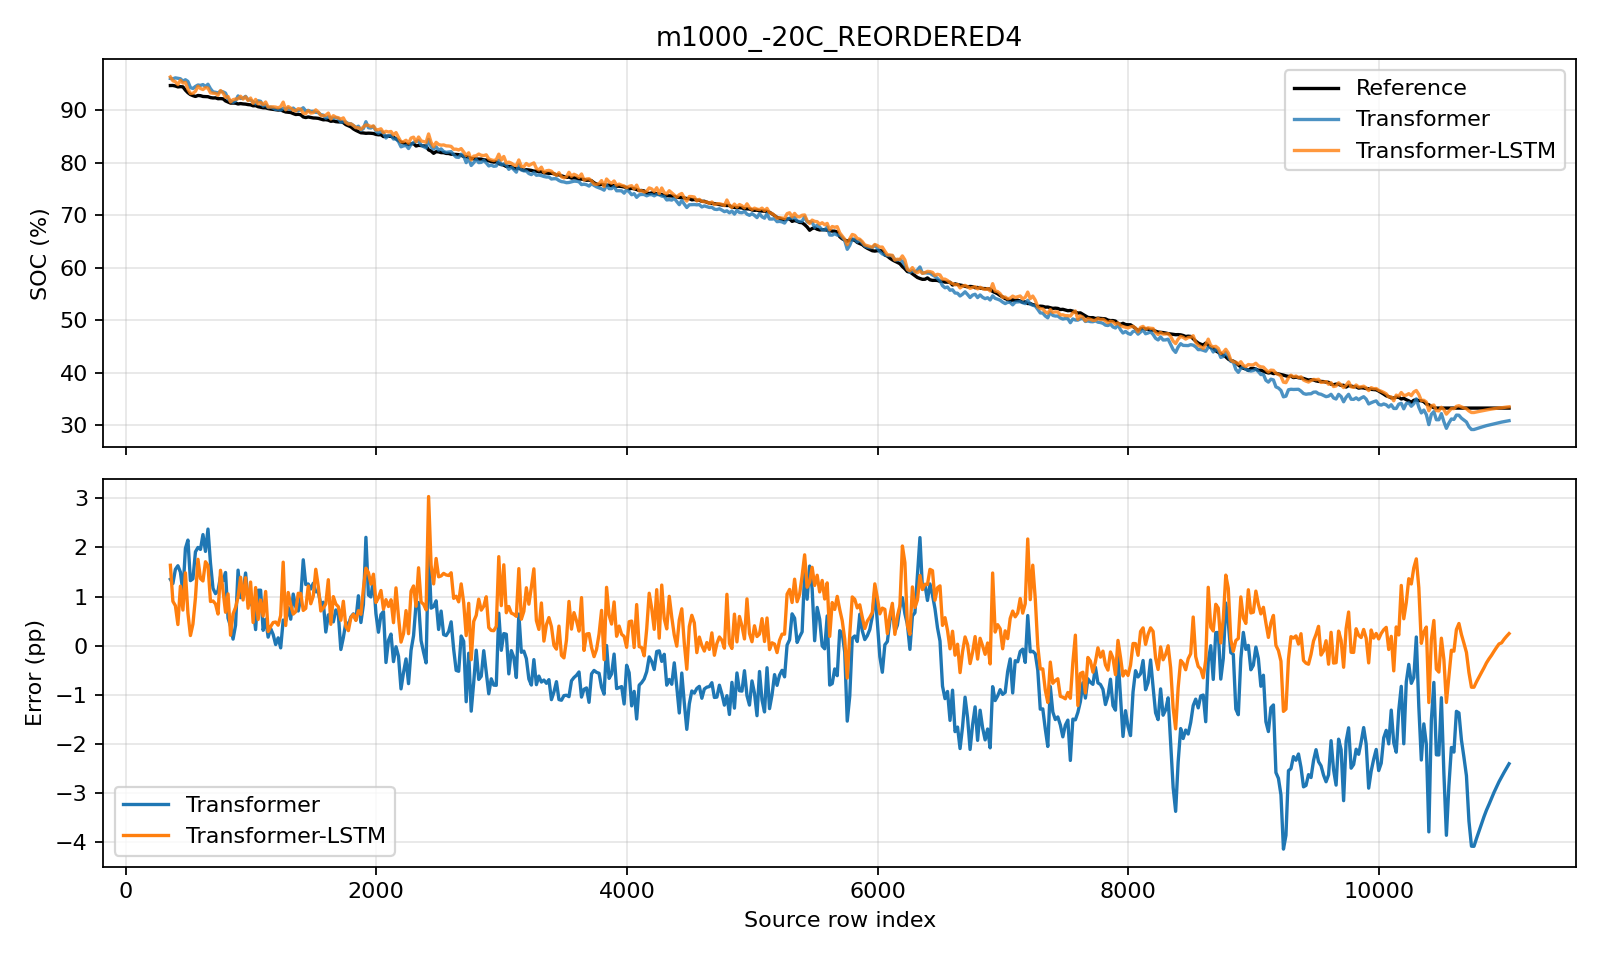 m1000_-20C_REORDERED4
SOC (%)
90
80
70
60
50
40
30
Reference
Transformer
Transformer-LSTM
Error (pp)
3
2
1
0
−1
−2
−3
−4
Transformer
Transformer-LSTM
0 2000 4000 6000 8000 10000
Source row index